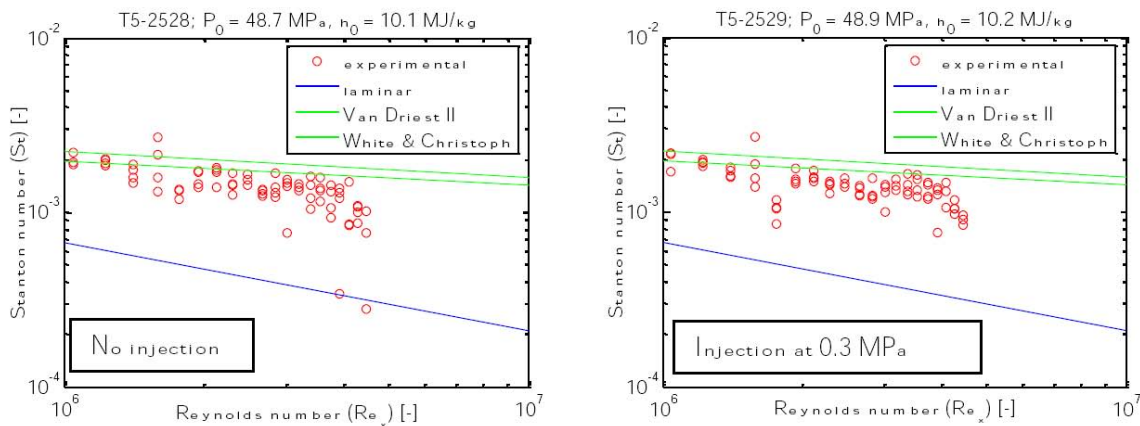 T5-2528; P₀ = 48.7 MPa, h₀ = 10.1 MJ/kg
10⁻²
10⁻³
10⁻⁴
Stanton number (St) [-]
experimental
laminar
Van Driest II
White & Christoph
No injection
10⁶
10⁷
Reynolds number (Reₓ) [-]
T5-2529; P₀ = 48.9 MPa, h₀ = 10.2 MJ/kg
10⁻²
10⁻³
10⁻⁴
Stanton number (St) [-]
experimental
laminar
Van Driest II
White & Christoph
Injection at 0.3 MPa
10⁶
10⁷
Reynolds number (Reₓ) [-]